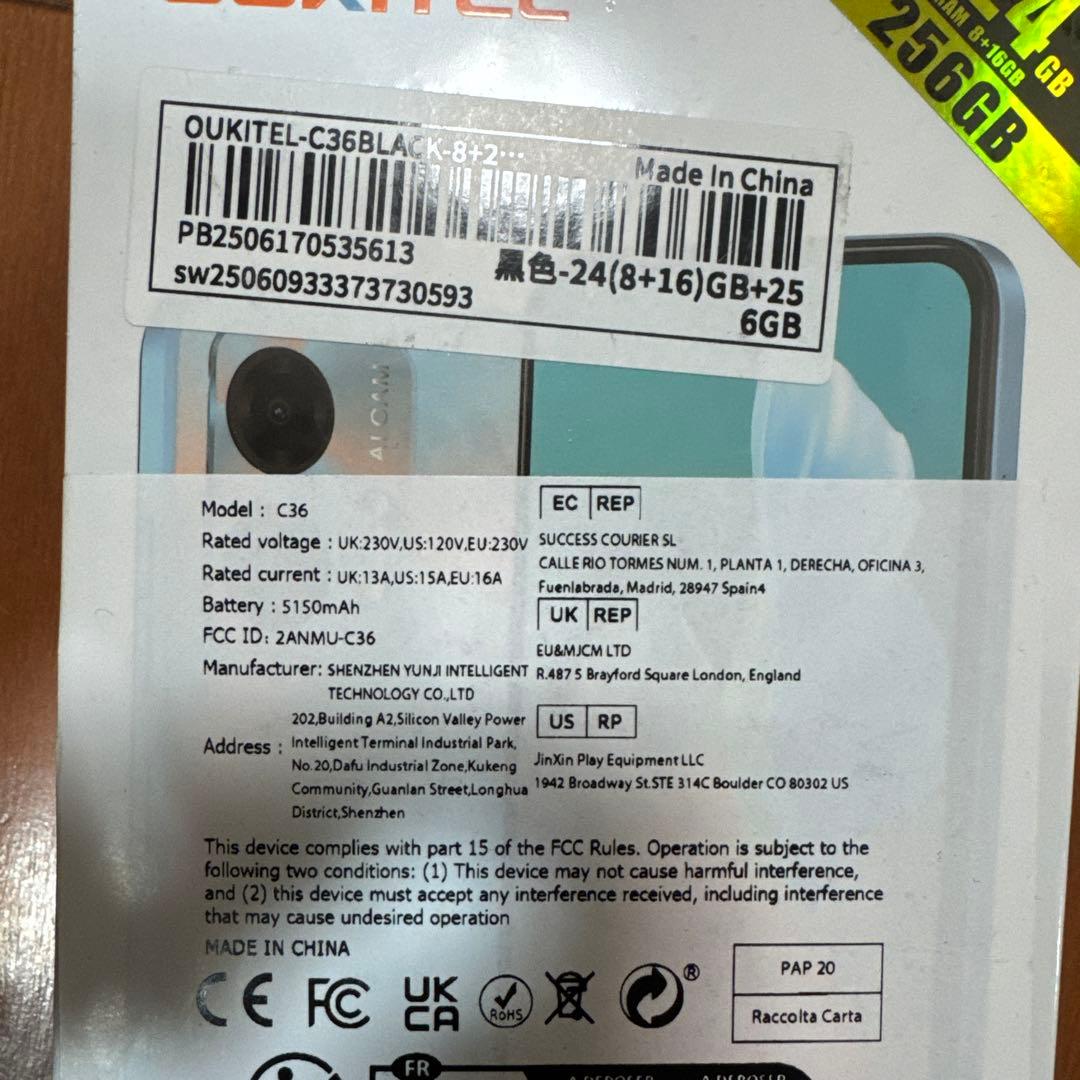 OUKITEL
24GB
RAM 8+16GB
256GB
OUKITEL-C36BLACK-8+2…
Made In China
PB2506170535613
sw25060933373730593
黑色-24(8+16)GB+25
6GB
AI CAM
Model : C36
Rated voltage : UK:230V,US:120V,EU:230V
Rated current : UK:13A,US:15A,EU:16A
Battery : 5150mAh
FCC ID: 2ANMU-C36
Manufacturer: SHENZHEN YUNJI INTELLIGENT
TECHNOLOGY CO.,LTD
Address : 202,Building A2,Silicon Valley Power
Intelligent Terminal Industrial Park,
No.20,Dafu Industrial Zone,Kukeng
Community,Guanlan Street,Longhua
District,Shenzhen
EC REP
SUCCESS COURIER SL
CALLE RIO TORMES NUM. 1, PLANTA 1, DERECHA, OFICINA 3,
Fuenlabrada, Madrid, 28947 Spain4
UK REP
EU&MJCM LTD
R.487 5 Brayford Square London, England
US RP
JinXin Play Equipment LLC
1942 Broadway St.STE 314C Boulder CO 80302 US
This device complies with part 15 of the FCC Rules. Operation is subject to the
following two conditions: (1) This device may not cause harmful interference,
and (2) this device must accept any interference received, including interference
that may cause undesired operation
MADE IN CHINA
CE FC UK CA RoHS ®
PAP 20
Raccolta Carta
FR
À DÉPOSER À DÉPOSER